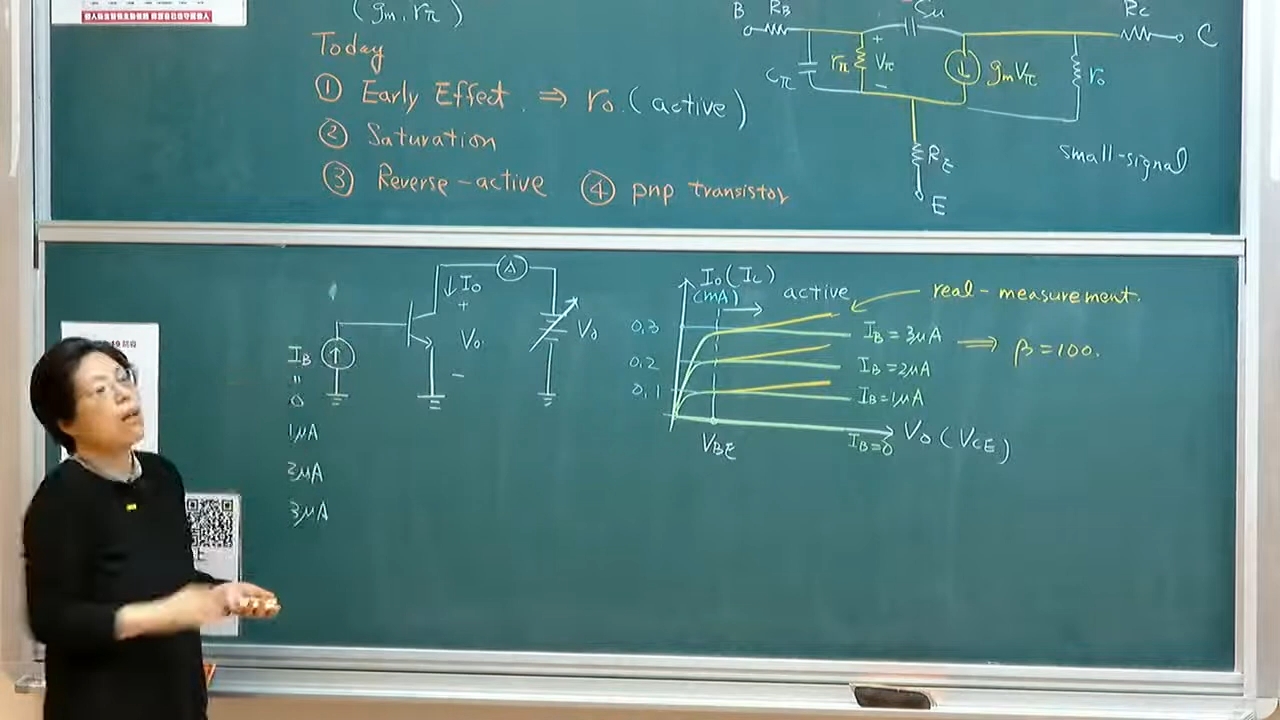 (gm, rπ)
Today
① Early Effect. ⇒ ro. (active)
② Saturation
③ Reverse-active ④ pnp transistor
B RB Cu RC C
Cπ rπ + Vπ − gmVπ ro
RE
E
small-signal
IB
"
0
1μA
2μA
3μA
Io
+
Vo
−
A
Vo
Io (Ic)
(mA)
active
real-measurement.
0.3
0.2
0.1
IB = 3μA ⇒ β=100.
IB = 2μA
IB = 1μA
IB = 0
Vo (VCE)
VBE